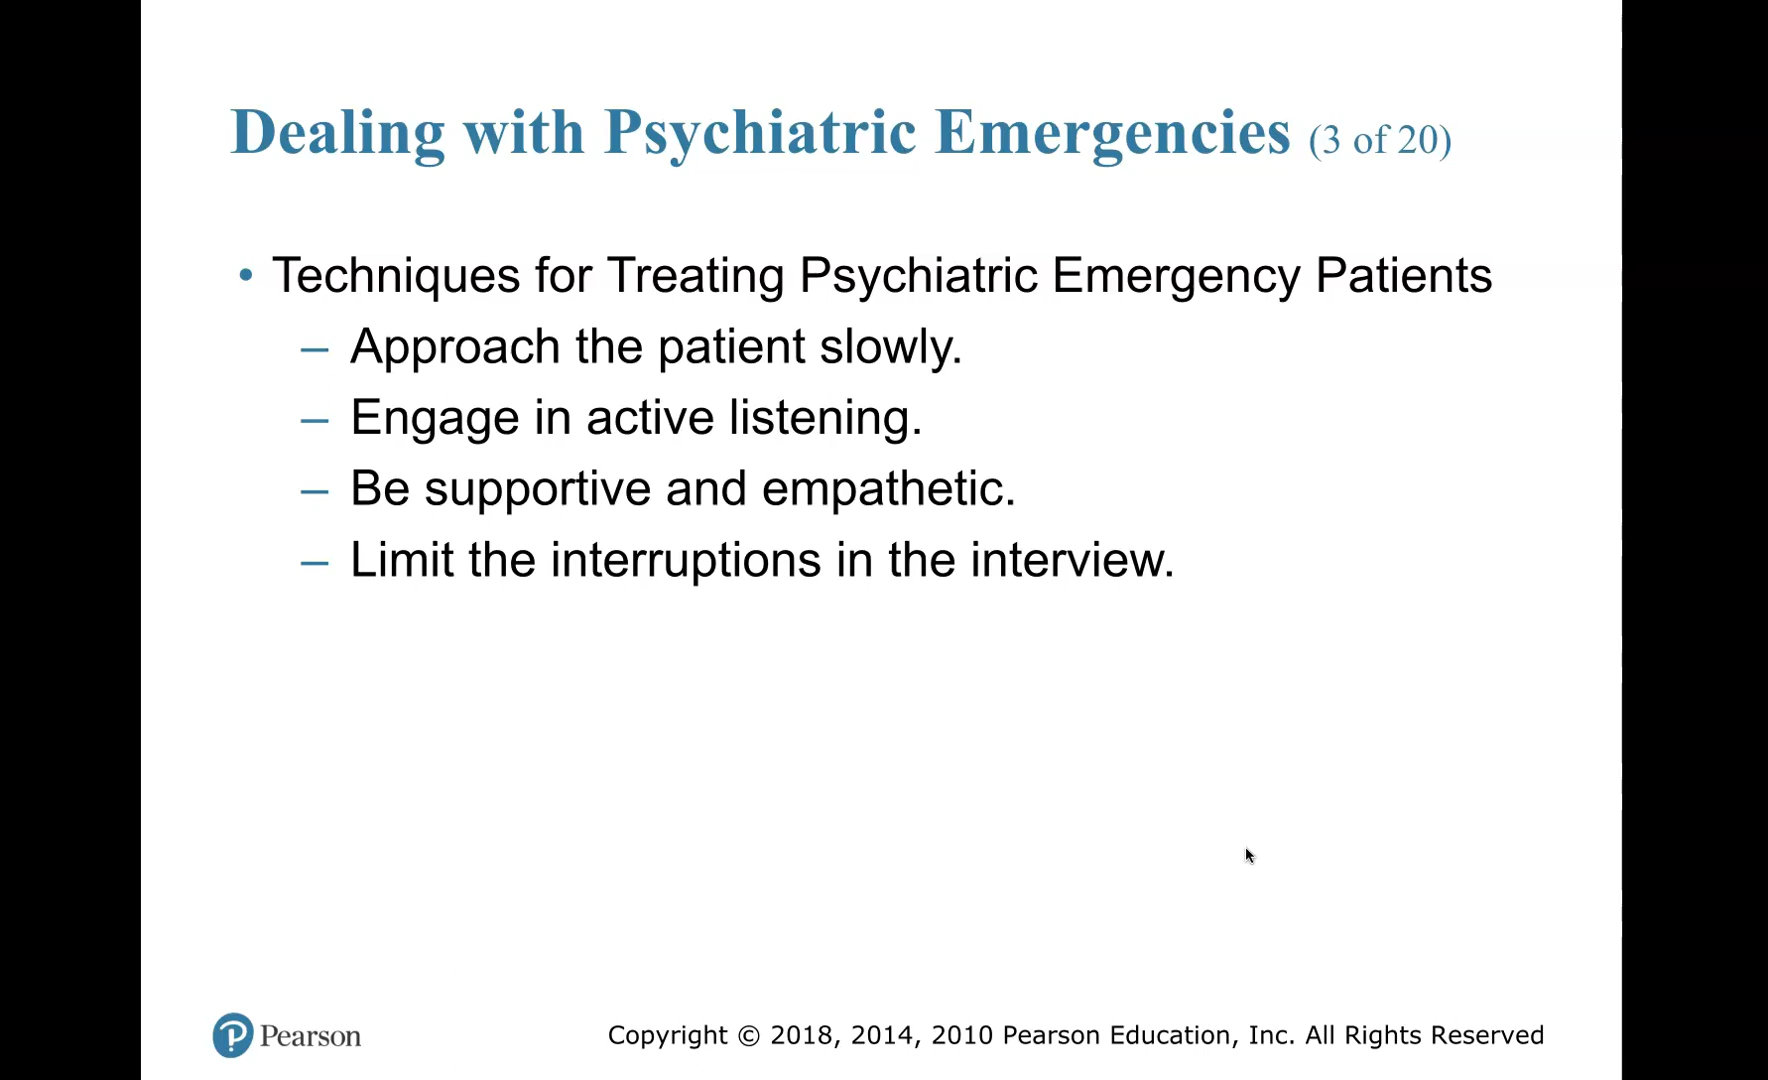 Dealing with Psychiatric Emergencies (3 of 20)
• Techniques for Treating Psychiatric Emergency Patients
– Approach the patient slowly.
– Engage in active listening.
– Be supportive and empathetic.
– Limit the interruptions in the interview.
P Pearson
Copyright © 2018, 2014, 2010 Pearson Education, Inc. All Rights Reserved